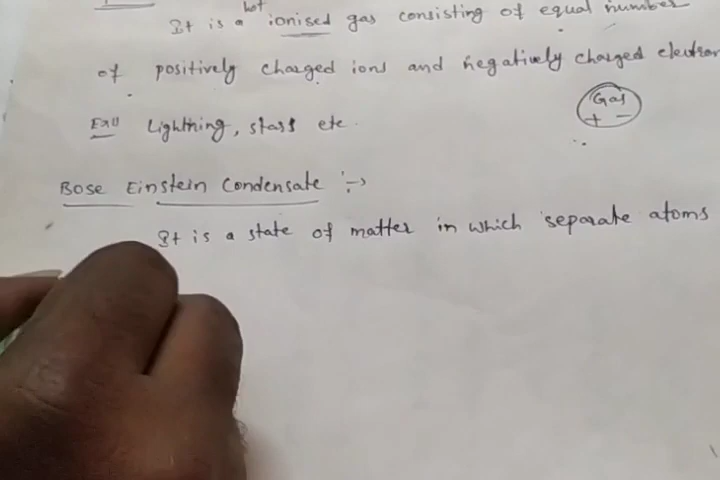 It is a hot ionised gas consisting of equal number
of positively charged ions and negatively charged electron
Ex:- Lightning, stars etc.
Gas
+ -
Bose Einstein Condensate :->
It is a state of matter in which separate atoms